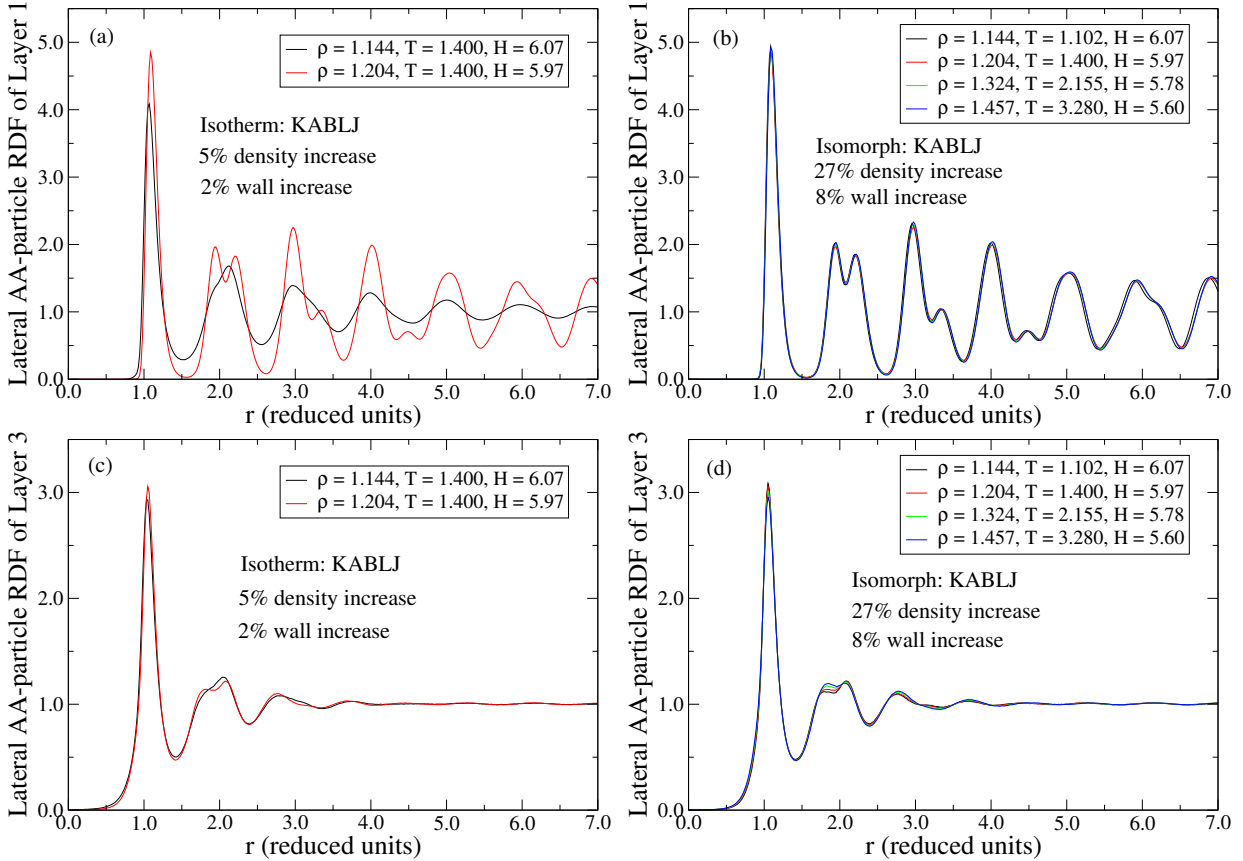 (a)
ρ = 1.144, T = 1.400, H = 6.07
ρ = 1.204, T = 1.400, H = 5.97
Isotherm: KABLJ
5% density increase
2% wall increase
Lateral AA-particle RDF of Layer 1
5.0
4.0
3.0
2.0
1.0
0.0
0.0 1.0 2.0 3.0 4.0 5.0 6.0 7.0
r (reduced units)
(b)
ρ = 1.144, T = 1.102, H = 6.07
ρ = 1.204, T = 1.400, H = 5.97
ρ = 1.324, T = 2.155, H = 5.78
ρ = 1.457, T = 3.280, H = 5.60
Isomorph: KABLJ
27% density increase
8% wall increase
Lateral AA-particle RDF of Layer 1
5.0
4.0
3.0
2.0
1.0
0.0
0.0 1.0 2.0 3.0 4.0 5.0 6.0 7.0
r (reduced units)
(c)
ρ = 1.144, T = 1.400, H = 6.07
ρ = 1.204, T = 1.400, H = 5.97
Isotherm: KABLJ
5% density increase
2% wall increase
Lateral AA-particle RDF of Layer 3
3.0
2.0
1.0
0.0
0.0 1.0 2.0 3.0 4.0 5.0 6.0 7.0
r (reduced units)
(d)
ρ = 1.144, T = 1.102, H = 6.07
ρ = 1.204, T = 1.400, H = 5.97
ρ = 1.324, T = 2.155, H = 5.78
ρ = 1.457, T = 3.280, H = 5.60
Isomorph: KABLJ
27% density increase
8% wall increase
Lateral AA-particle RDF of Layer 3
3.0
2.0
1.0
0.0
0.0 1.0 2.0 3.0 4.0 5.0 6.0 7.0
r (reduced units)